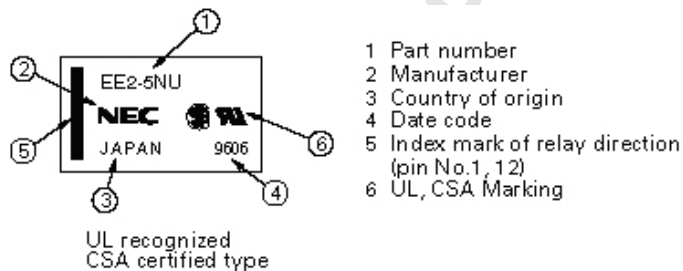 1
EE2-5NU
2
NEC
5
6
JAPAN
9606
3
4
UL recognized
CSA certified type
1 Part number
2 Manufacturer
3 Country of origin
4 Date code
5 Index mark of relay direction
(pin No.1, 12)
6 UL, CSA Marking